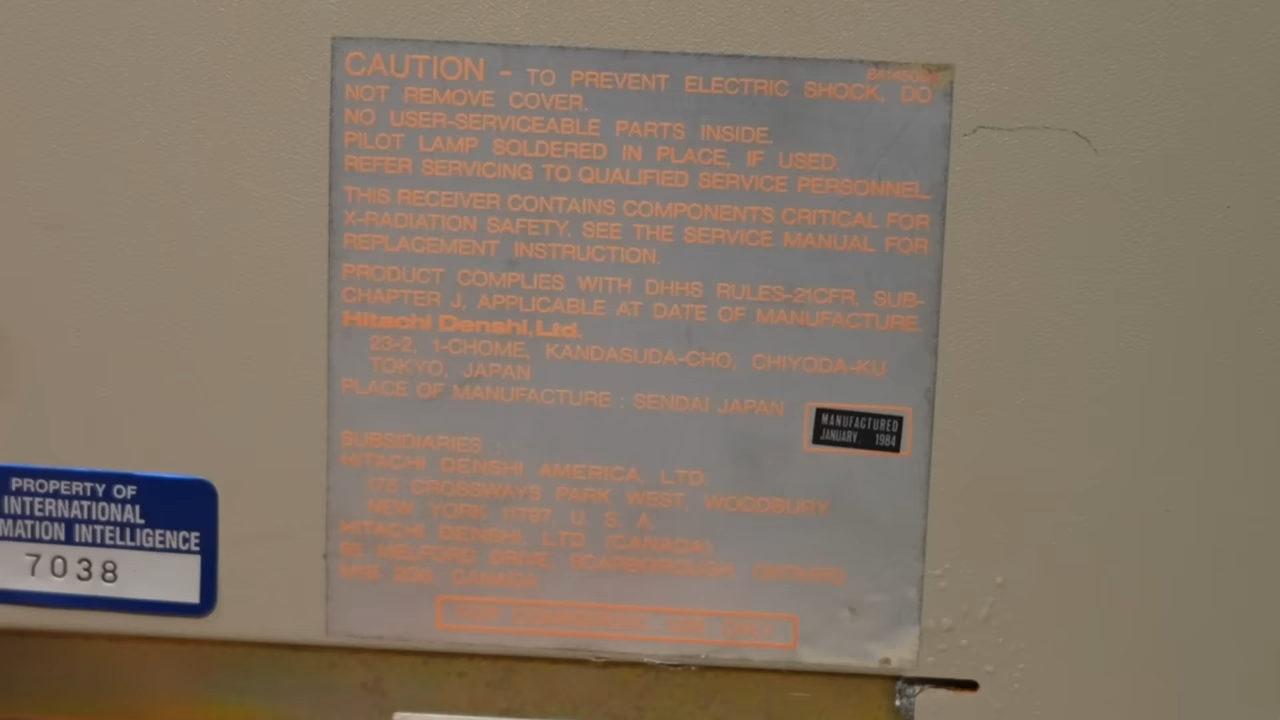 CAUTION - TO PREVENT ELECTRIC SHOCK, DO
NOT REMOVE COVER.
NO USER-SERVICEABLE PARTS INSIDE.
PILOT LAMP SOLDERED IN PLACE, IF USED.
REFER SERVICING TO QUALIFIED SERVICE PERSONNEL.
THIS RECEIVER CONTAINS COMPONENTS CRITICAL FOR
X-RADIATION SAFETY. SEE THE SERVICE MANUAL FOR
REPLACEMENT INSTRUCTION.
PRODUCT COMPLIES WITH DHHS RULES-21CFR, SUB-
CHAPTER J, APPLICABLE AT DATE OF MANUFACTURE.
Hitachi Denshi, Ltd.
23-2, 1-CHOME, KANDASUDA-CHO, CHIYODA-KU
TOKYO, JAPAN
PLACE OF MANUFACTURE : SENDAI JAPAN
MANUFACTURED
JANUARY 1984
SUBSIDIARIES :
HITACHI DENSHI AMERICA, LTD.
175 CROSSWAYS PARK WEST, WOODBURY
NEW YORK 11797, U. S. A.
HITACHI DENSHI, LTD. (CANADA)
MELFORD DRIVE, SCARBOROUGH ONTARIO
CANADA
FOR COMMERCIAL USE ONLY
PROPERTY OF
INTERNATIONAL
MATION INTELLIGENCE
7038